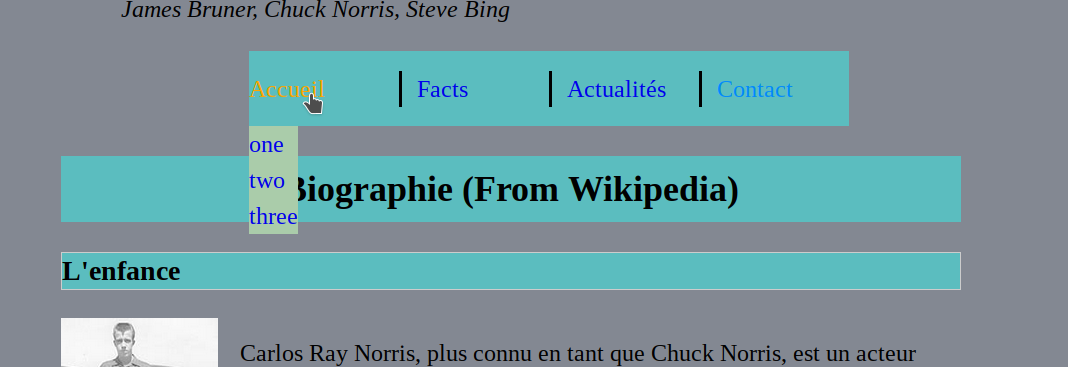 James Bruner, Chuck Norris, Steve Bing
Accueil Facts Actualités Contact
one
two
three
Biographie (From Wikipedia)
L'enfance
Carlos Ray Norris, plus connu en tant que Chuck Norris, est un acteur